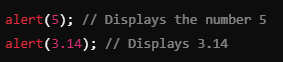 alert(5); // Displays the number 5
alert(3.14); // Displays 3.14